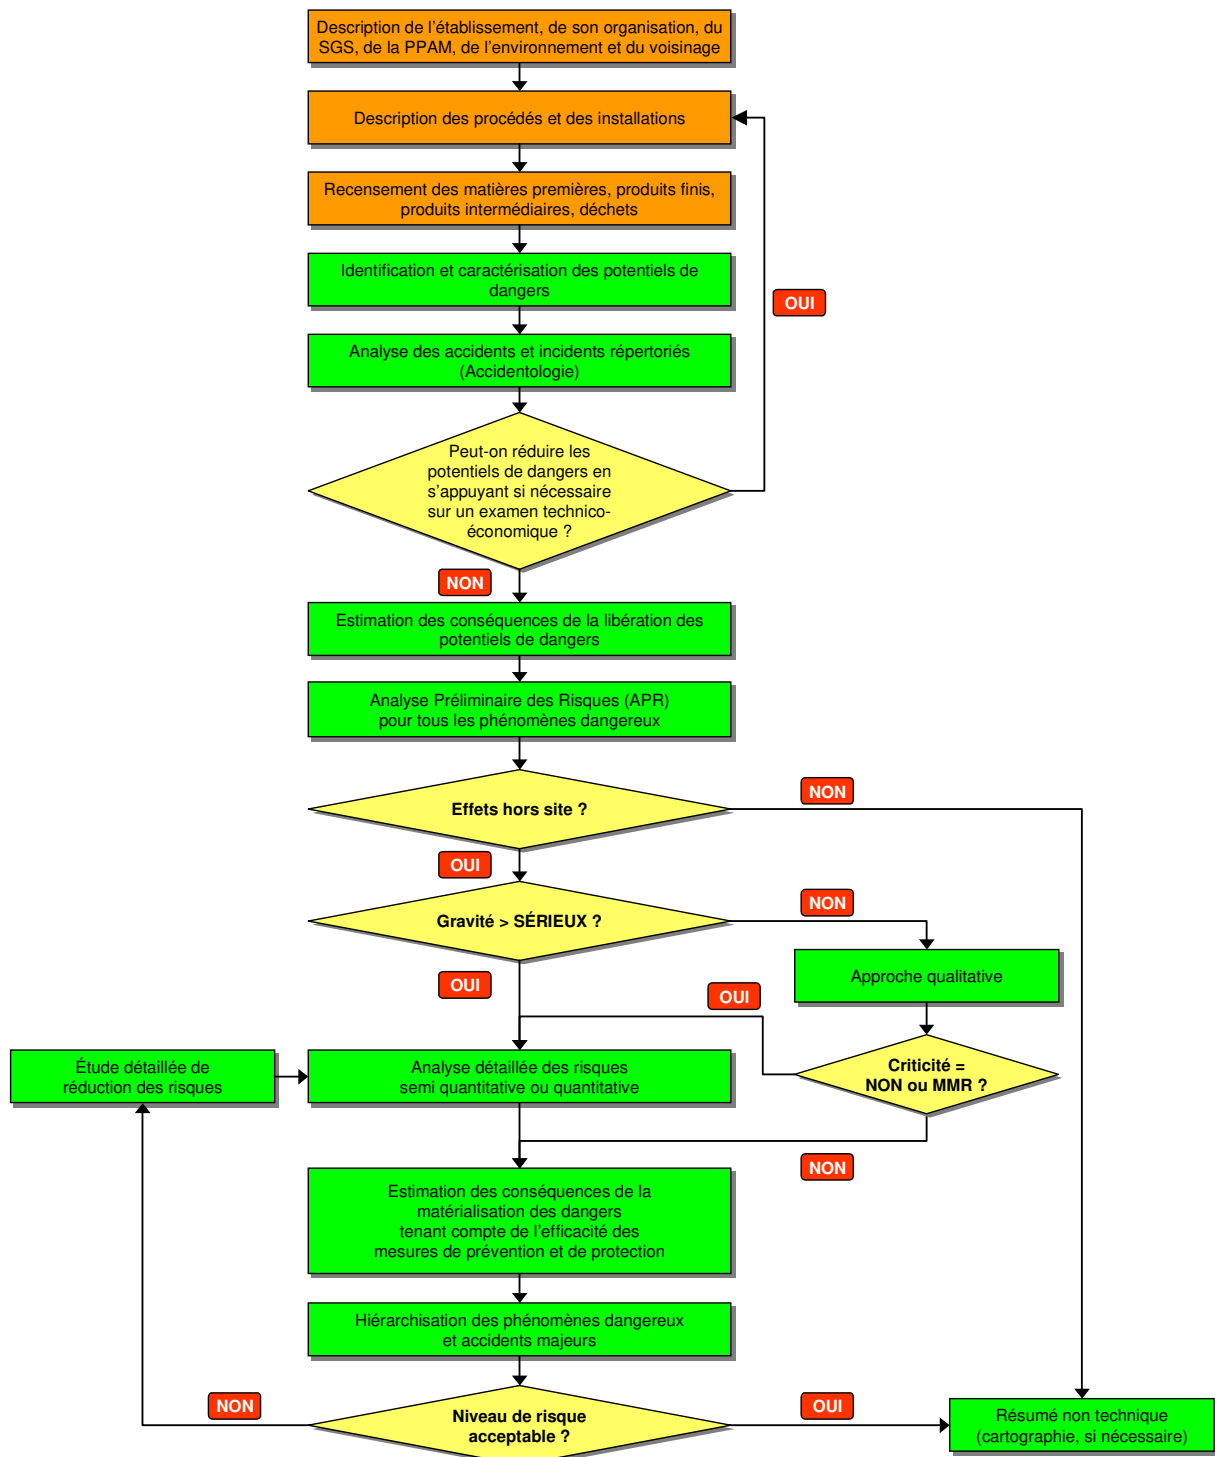 Description de l'établissement, de son organisation, du
SGS, de la PPAM, de l'environnement et du voisinage
Description des procédés et des installations
Recensement des matières premières, produits finis,
produits intermédiaires, déchets
Identification et caractérisation des potentiels de
dangers
OUI
Analyse des accidents et incidents répertoriés
(Accidentologie)
Peut-on réduire les
potentiels de dangers en
s'appuyant si nécessaire
sur un examen technico-
économique ?
NON
Estimation des conséquences de la libération des
potentiels de dangers
Analyse Préliminaire des Risques (APR)
pour tous les phénomènes dangereux
Effets hors site ?
NON
OUI
Gravité > SÉRIEUX ?
NON
OUI
Approche qualitative
OUI
Étude détaillée de
réduction des risques
Analyse détaillée des risques
semi quantitative ou quantitative
Criticité =
NON ou MMR ?
NON
Estimation des conséquences de la
matérialisation des dangers
tenant compte de l'efficacité des
mesures de prévention et de protection
Hiérarchisation des phénomènes dangereux
et accidents majeurs
NON
Niveau de risque
acceptable ?
OUI
Résumé non technique
(cartographie, si nécessaire)